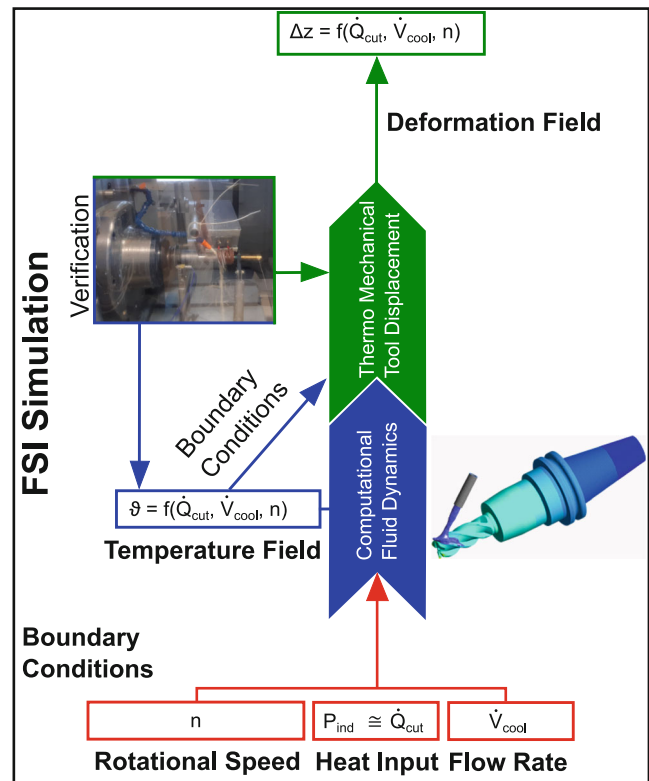 Δz = f(Q̇cut, V̇cool, n)
Deformation Field
Verification
Thermo Mechanical
Tool Displacement
FSI Simulation
Boundary
Conditions
ϑ = f(Q̇cut, V̇cool, n)
Temperature Field
Computational
Fluid Dynamics
Boundary
Conditions
n
Pind ≅ Q̇cut
V̇cool
Rotational Speed
Heat Input
Flow Rate